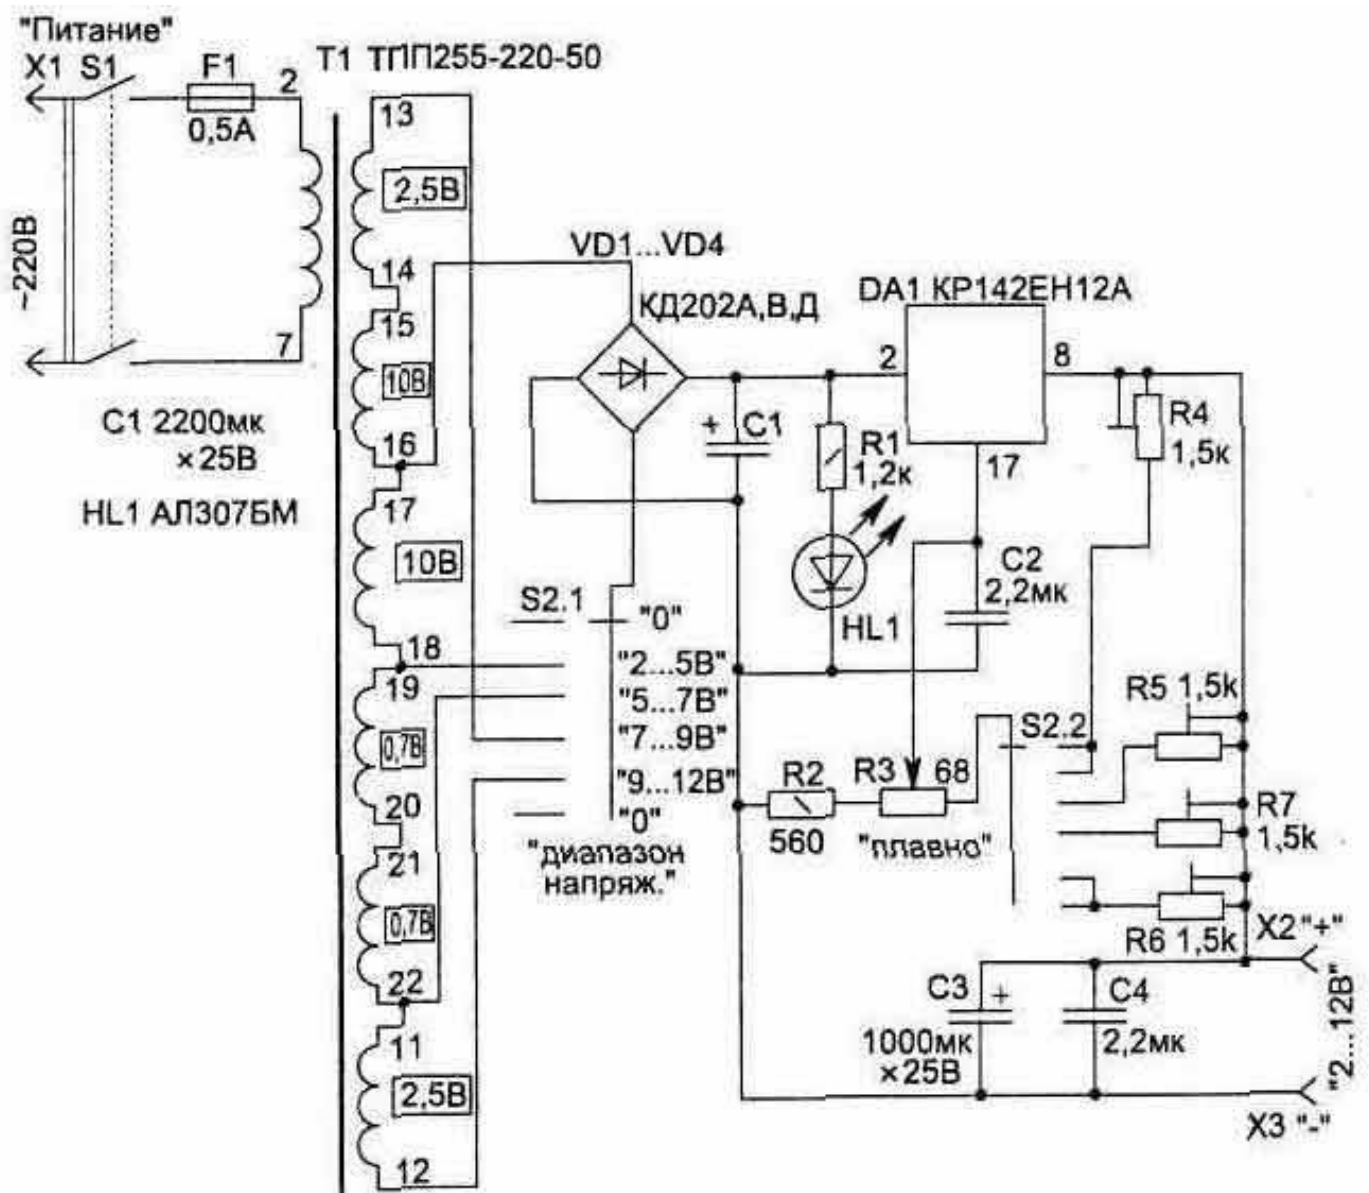 "Питание"
X1 S1
F1
0,5А
2
7
~220В
T1 ТПП255-220-50
13
2,5В
14
15
10В
16
17
10В
18
19
0,7В
20
21
0,7В
22
11
2,5В
12
C1 2200мк
×25В
HL1 АЛ307БМ
VD1...VD4
КД202А,В,Д
DA1 КР142ЕН12А
2
8
17
+
C1
R1
1,2к
HL1
C2
2,2мк
R4
1,5к
S2.1
"0"
"2...5В"
"5...7В"
"7...9В"
"9...12В"
"0"
"диапазон
напряж."
R2
560
R3
68
"плавно"
S2.2
R5 1,5k
R7
1,5k
R6 1,5k
C3
+
1000мк
×25В
C4
2,2мк
X2 "+"
"2...12В"
X3 "-"